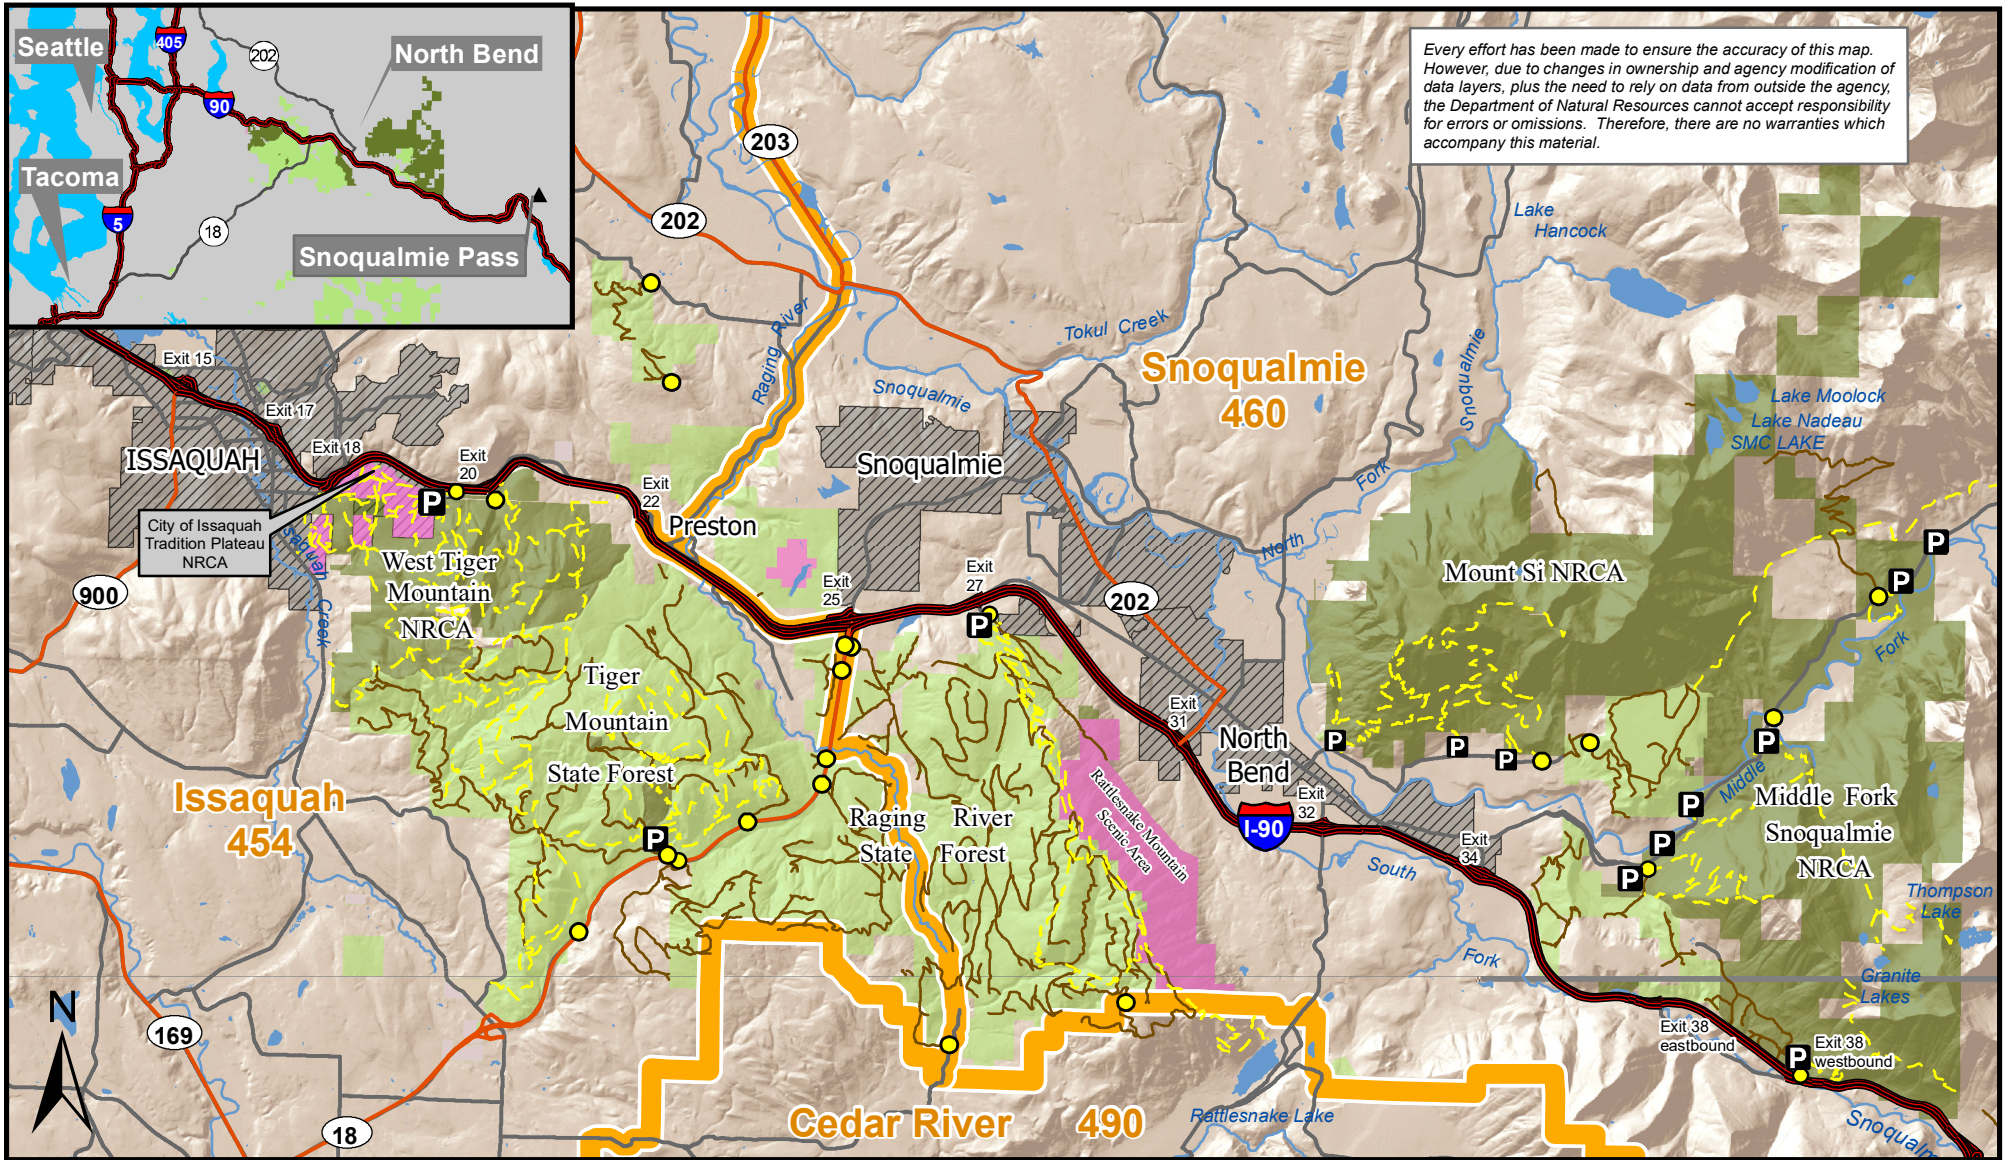 Seattle
405
202
North Bend
90
Tacoma
5
18
Snoqualmie Pass
Every effort has been made to ensure the accuracy of this map.
However, due to changes in ownership and agency modification of
data layers, plus the need to rely on data from outside the agency,
the Department of Natural Resources cannot accept responsibility
for errors or omissions.  Therefore, there are no warranties which
accompany this material.
203
202
Lake
Hancock
Raging River
Tokul Creek
Snoqualmie
460
Snoqualmie
Snoqualmie
Exit 15
Exit 17
Exit 18
ISSAQUAH
Exit
20
Exit
22
Preston
Snoqualmie
Lake Moolock
Lake Nadeau
SMC LAKE
Fork
North
City of Issaquah
Tradition Plateau
NRCA
P
West Tiger
Mountain
NRCA
saquah
Creek
900
Exit
25
Exit
27
P
202
Mount Si NRCA
P
P
Fork
Tiger
Mountain
State Forest
Exit
31
North
Bend
P
P
P
P
Middle
Issaquah
454
P
Raging River
State Forest
Rattlesnake Mountain
Scenic Area
I-90
Exit
32
Exit
34
South
Fork
P
P
P
Middle Fork
Snoqualmie
NRCA
Thompson
Lake
Granite
Lakes
N
169
18
Exit 38
eastbound
P
Exit 38
westbound
Cedar River 490
Rattlesnake Lake
Snoqualm